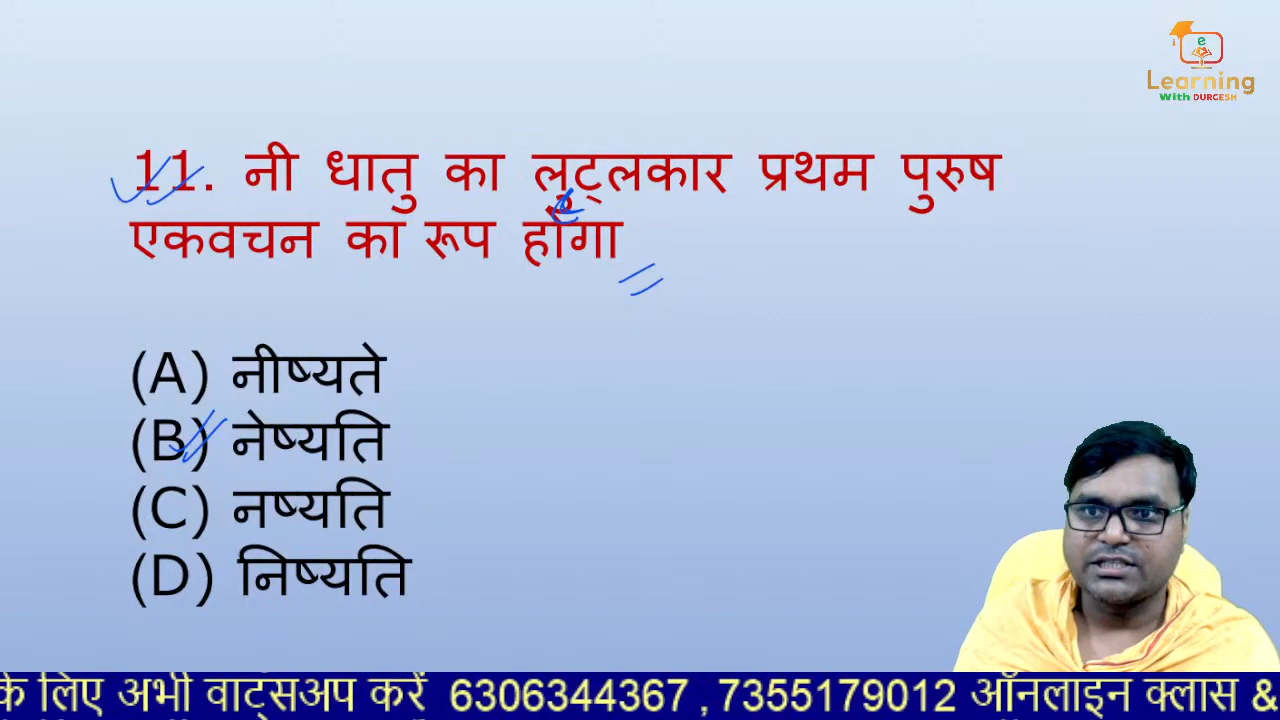 e
Learning
With DURGESH
11. नी धातु का लुट्लकार प्रथम पुरुष
एकवचन का रूप होगा
(A) नीष्यते
(B) नेष्यति
(C) नष्यति
(D) निष्यति
के लिए अभी वाट्सअप करें 6306344367 , 7355179012 ऑनलाइन क्लास &